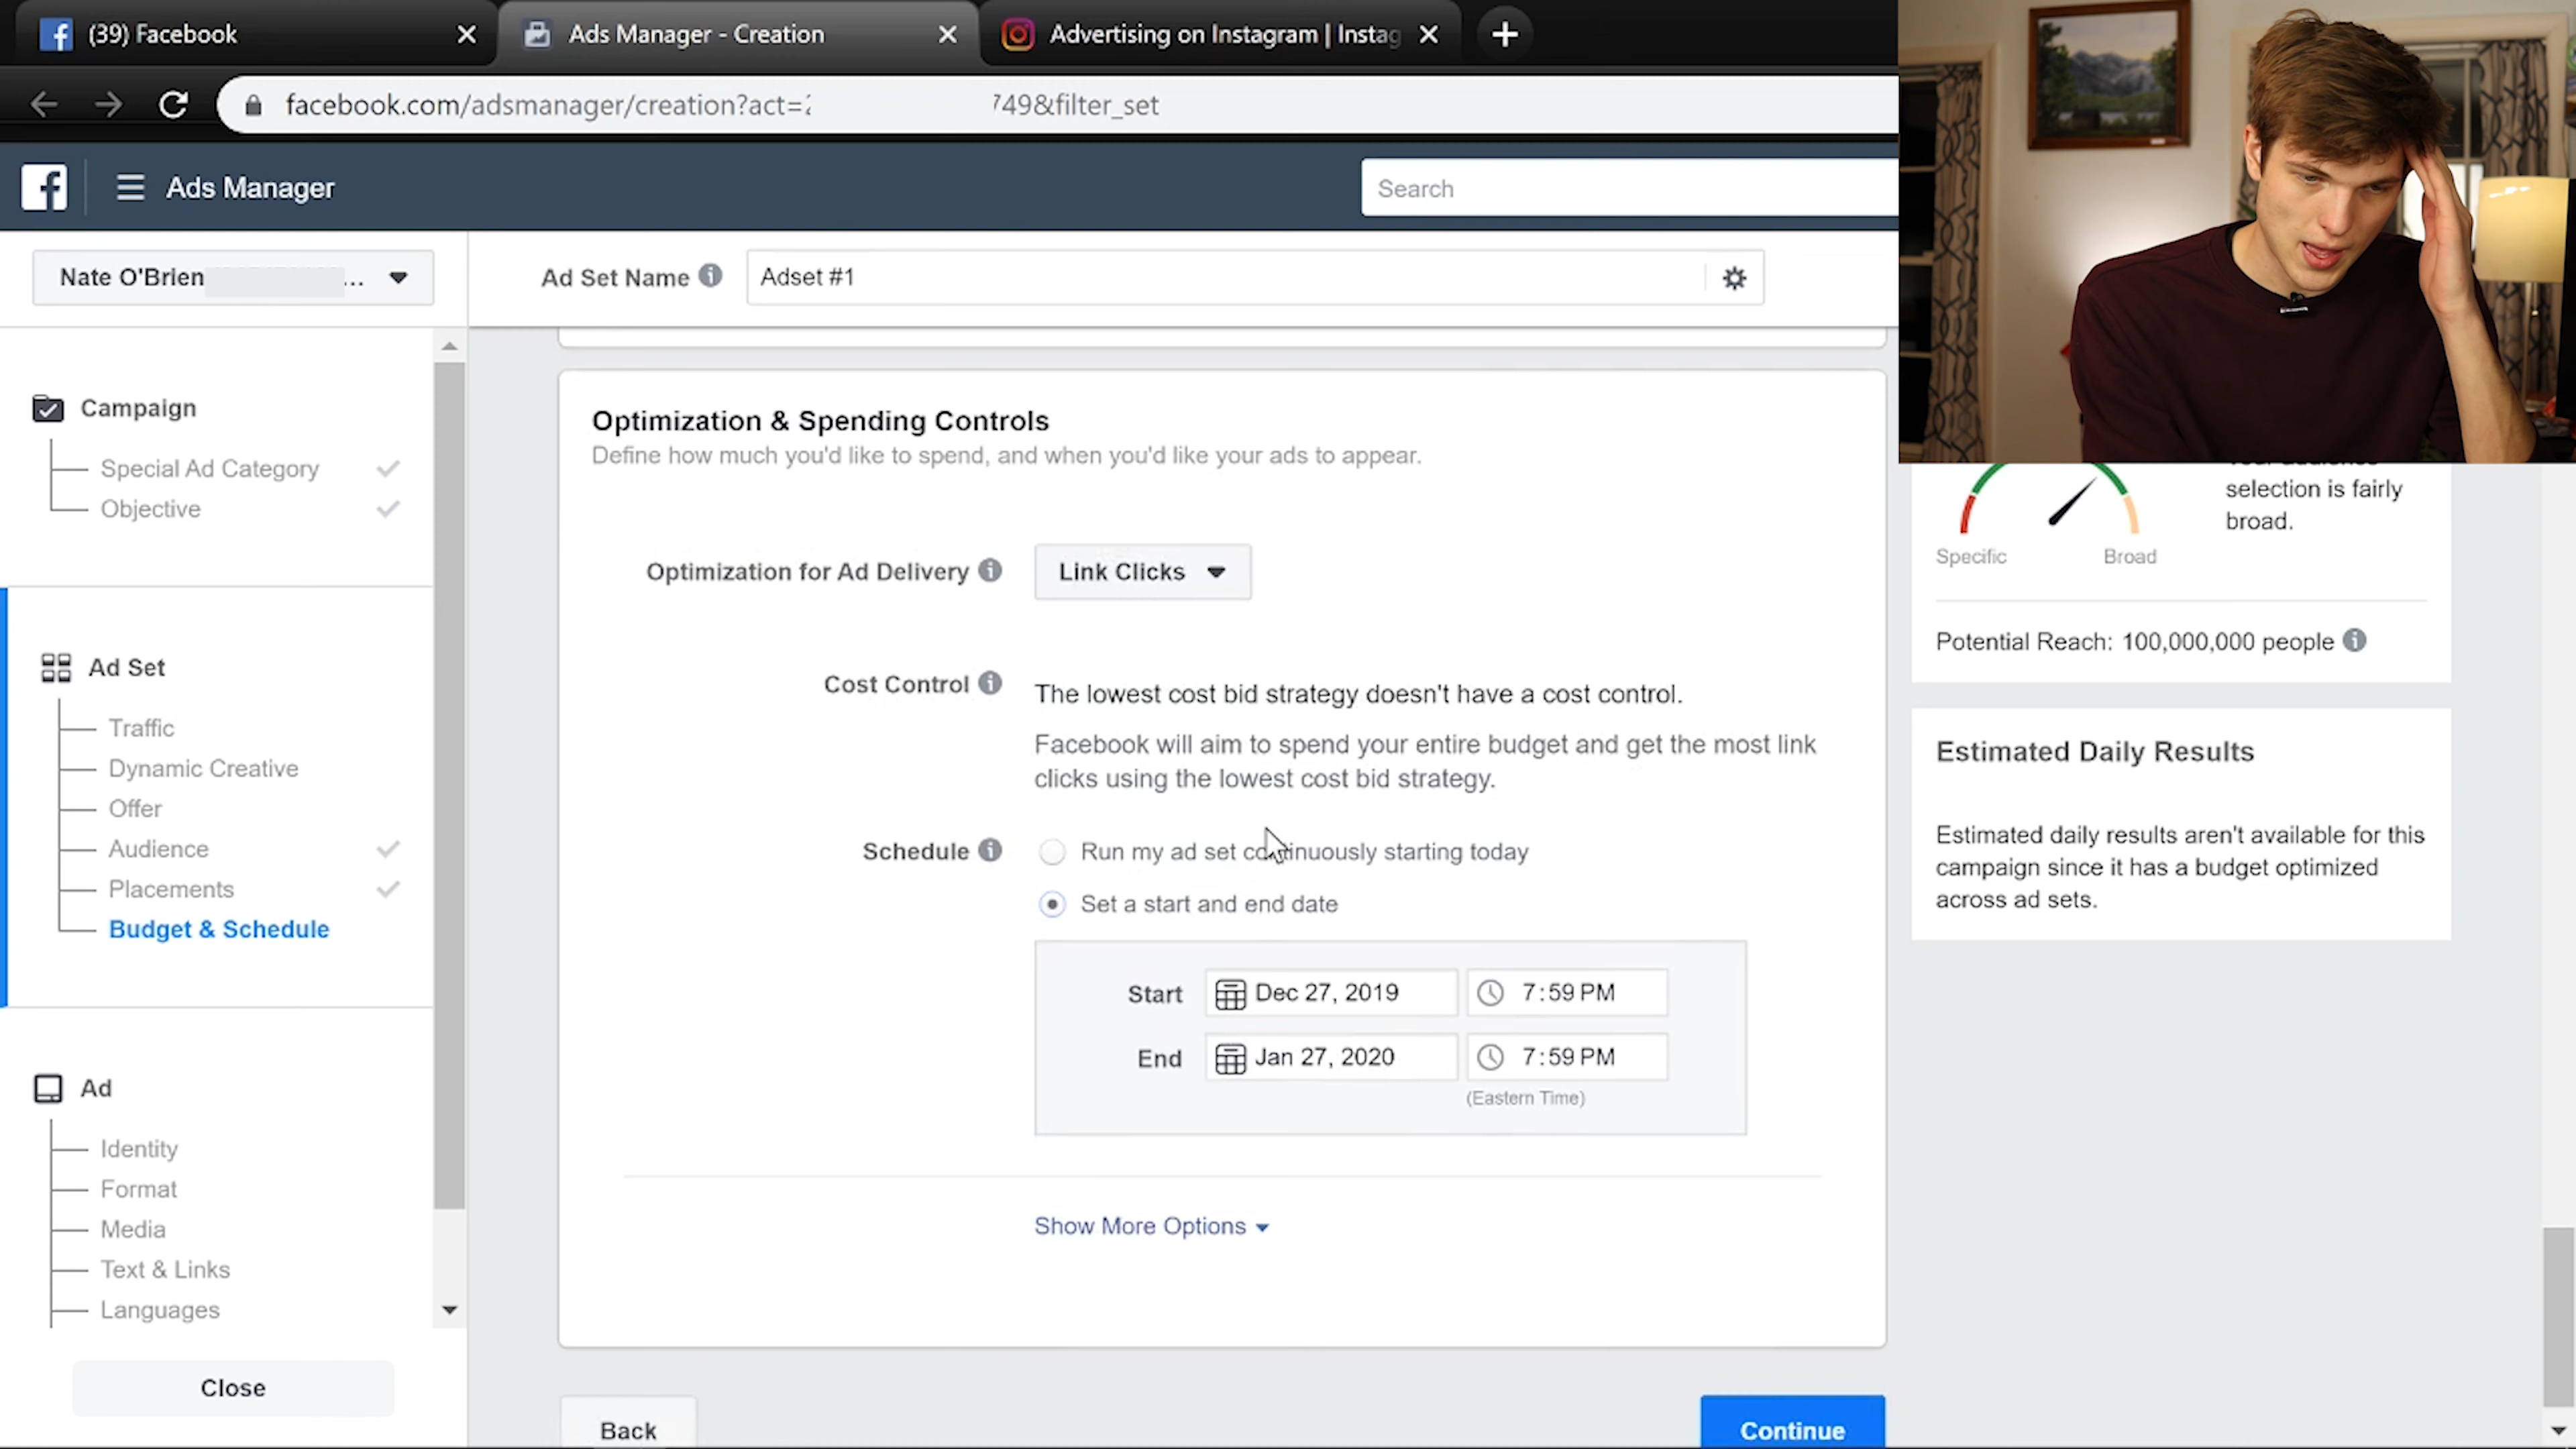 (39) Facebook
Ads Manager - Creation
Advertising on Instagram | Instag
facebook.com/adsmanager/creation?act=
749&filter_set
Ads Manager
Search
Nate O'Brien ...
Ad Set Name
Adset #1
Campaign
Special Ad Category
Objective
Ad Set
Traffic
Dynamic Creative
Offer
Audience
Placements
Budget & Schedule
Ad
Identity
Format
Media
Text & Links
Languages
Close
Optimization & Spending Controls
Define how much you'd like to spend, and when you'd like your ads to appear.
Optimization for Ad Delivery
Link Clicks
Cost Control
The lowest cost bid strategy doesn't have a cost control.
Facebook will aim to spend your entire budget and get the most link
clicks using the lowest cost bid strategy.
Schedule
Run my ad set continuously starting today
Set a start and end date
Start
Dec 27, 2019
7:59 PM
End
Jan 27, 2020
7:59 PM
(Eastern Time)
Show More Options
Back
Continue
selection is fairly
broad.
Specific
Broad
Potential Reach: 100,000,000 people
Estimated Daily Results
Estimated daily results aren't available for this
campaign since it has a budget optimized
across ad sets.